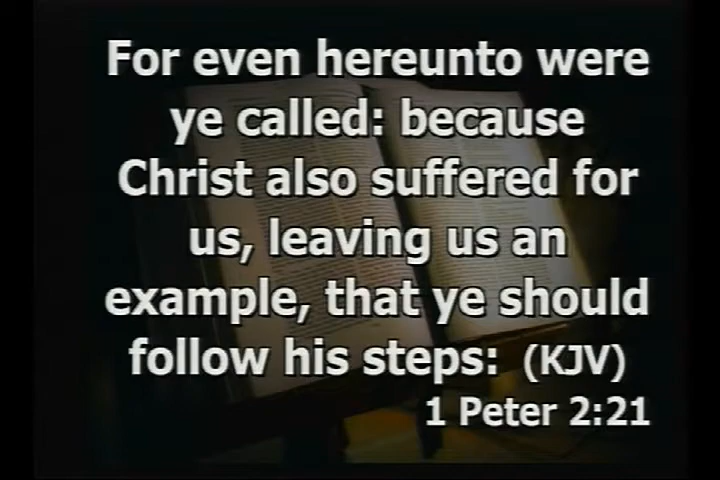 For even hereunto were
ye called: because
Christ also suffered for
us, leaving us an
example, that ye should
follow his steps: (KJV)
1 Peter 2:21